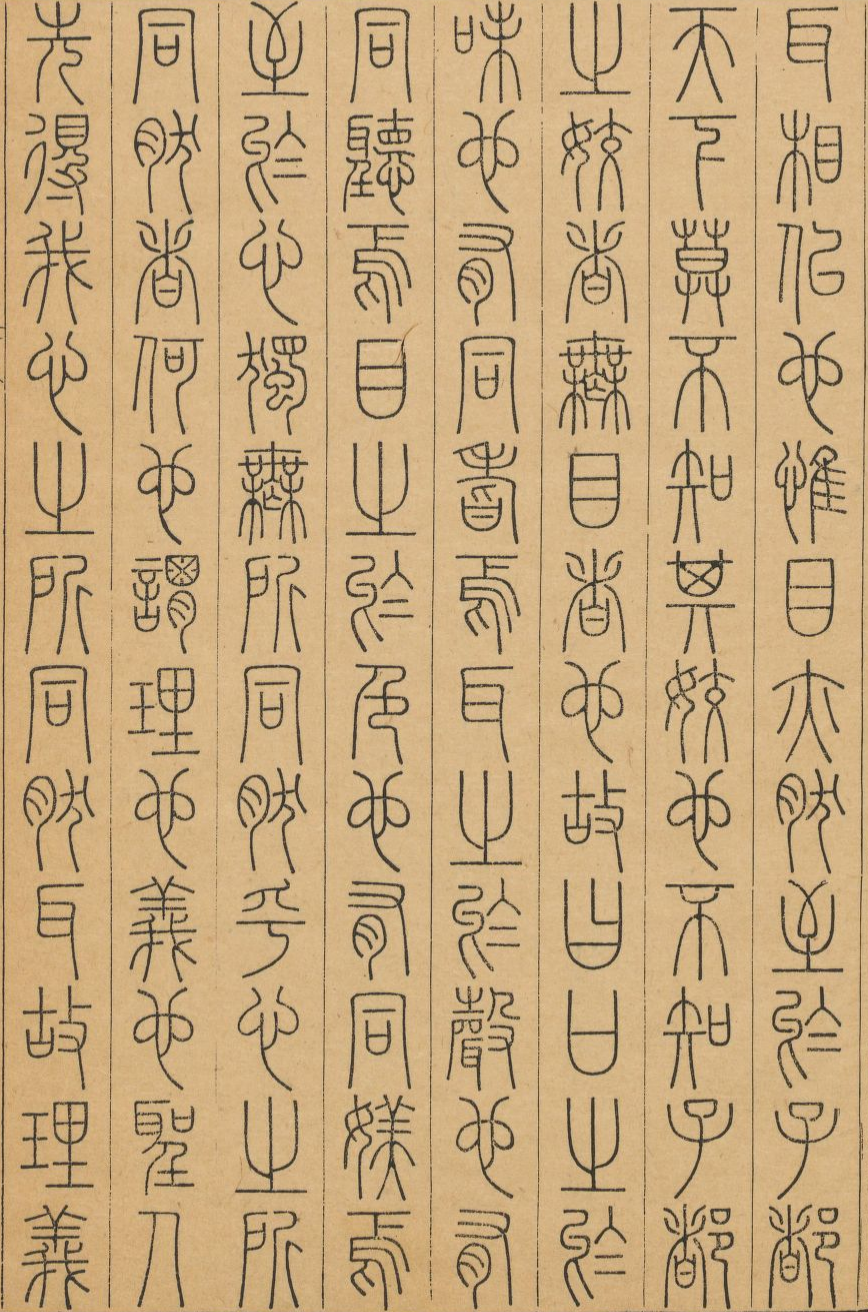 耳相似也惟目亦然至於子都
天下莫不知其姣也不知子都
之姣者無目者也故曰口之於
味也有同耆焉耳之於聲也有
同聽焉目之於色也有同媄焉
至於心獨無所同然乎心之所
同然者何也謂理也義也聖人
先得我心之所同然耳故理義